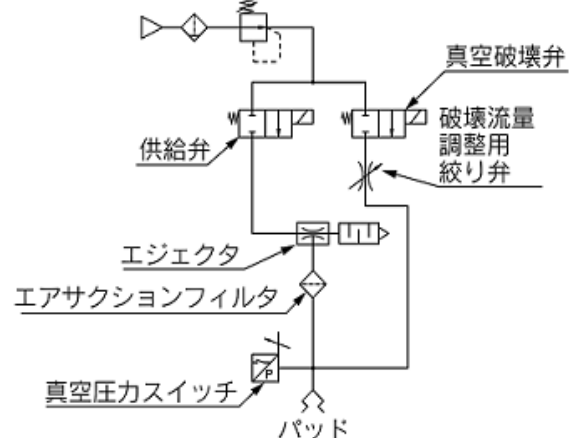 真空破壊弁
破壊流量
調整用
絞り弁
供給弁
エジェクタ
エアサクションフィルタ
P
真空圧力スイッチ
パッド